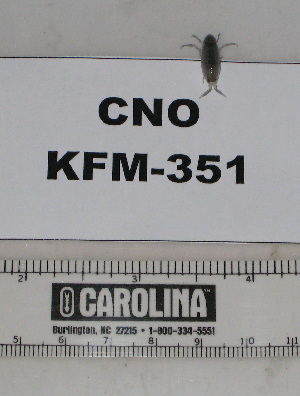 CNO
KFM-351
2 3 4
CAROLINA™
Burlington, NC 27215 • 1-800-334-5551
5 6 7 8 9 10 11